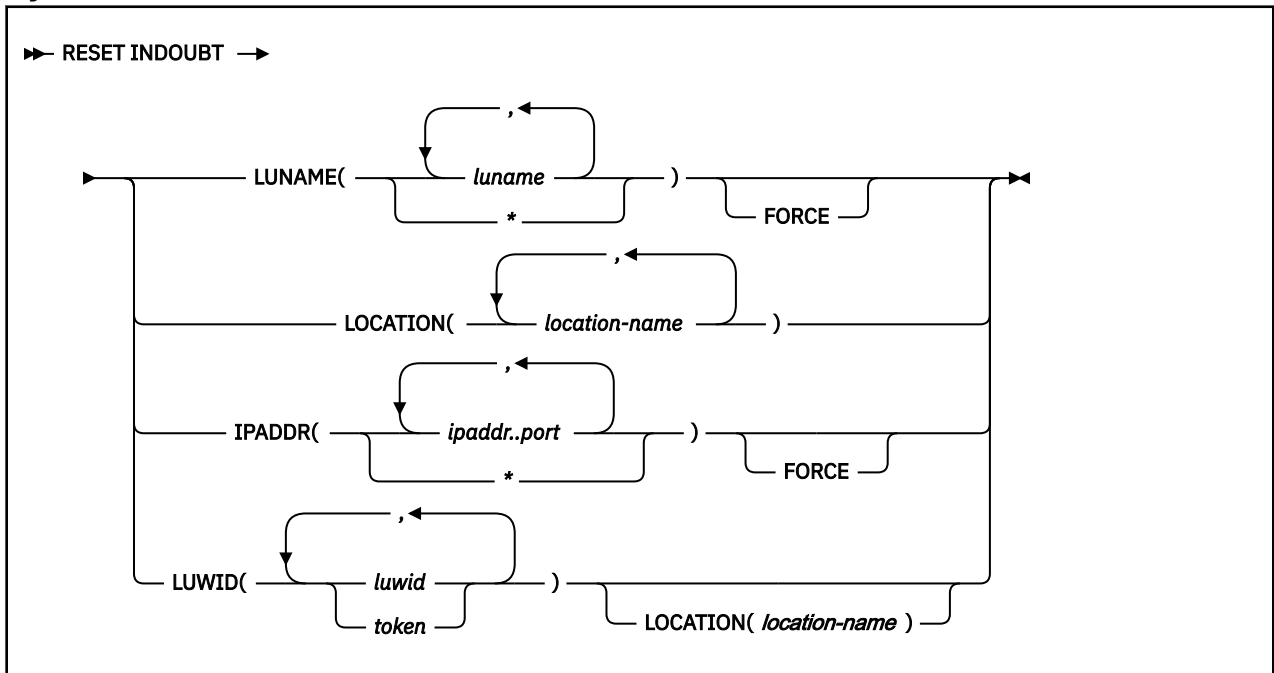 RESET INDOUBT
,
LUNAME( luname )
* FORCE
,
LOCATION( location-name )
,
IPADDR( ipaddr..port )
* FORCE
,
LUWID( luwid )
token LOCATION( location-name )